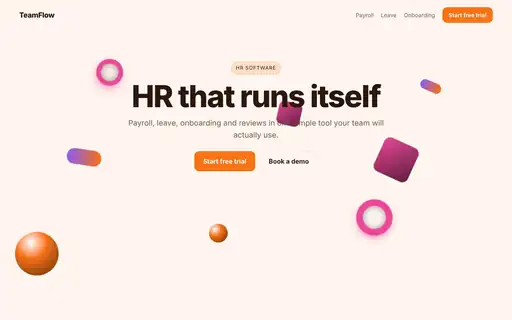 TeamFlow
Payroll Leave Onboarding Start free trial
HR SOFTWARE
HR that runs itself
Payroll, leave, onboarding and reviews in simple tool your team will
actually use.
Start free trial Book a demo